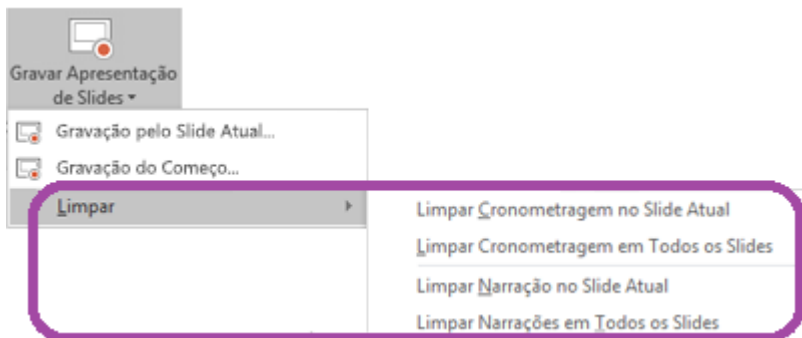 Gravar Apresentação
de Slides
Gravação pelo Slide Atual...
Gravação do Começo...
Limpar
Limpar Cronometragem no Slide Atual
Limpar Cronometragem em Todos os Slides
Limpar Narração no Slide Atual
Limpar Narrações em Todos os Slides